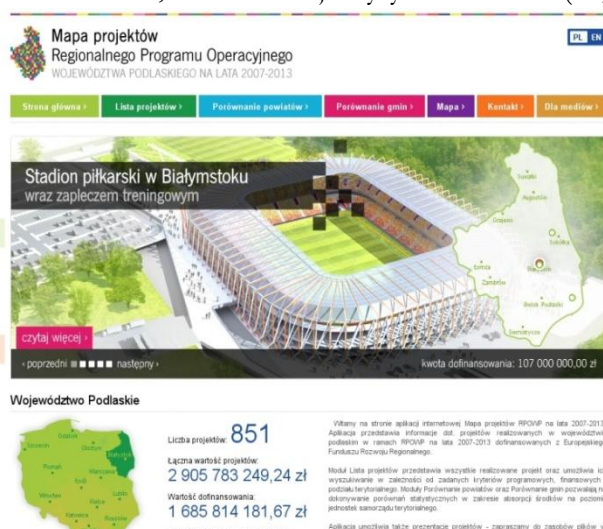 Mapa projektów
Regionalnego Programu Operacyjnego
WOJEWÓDZTWA PODLASKIEGO NA LATA 2007-2013
PL EN
Strona główna › Lista projektów › Porównanie powiatów › Porównanie gmin › Mapa › Kontakt › Dla mediów ›
Stadion piłkarski w Białymstoku
wraz zapleczem treningowym
Suwałki
Augustów
Grajewo
Sokółka
Łomża
Białystok
Zambrów
Bielsk Podlaski
Siemiatycze
czytaj więcej ›
‹ poprzedni następny ›
kwota dofinansowania: 107 000 000,00 zł
Województwo Podlaskie
Gdańsk
Szczecin
Olsztyn
Białystok
Poznań
Warszawa
Łódź
Wrocław
Lublin
Kielce
Katowice
Rzeszów
Liczba projektów: 851
Łączna wartość projektów:
2 905 783 249,24 zł
Wartość dofinansowania:
1 685 814 181,67 zł
Witamy na stronie aplikacji internetowej Mapa projektów RPOWP na lata 2007-2013.
Aplikacja przedstawia informacje dot. projektów realizowanych w województwie
podlaskim w ramach RPOWP na lata 2007-2013 dofinansowanych z Europejskiego
Funduszu Rozwoju Regionalnego.
Moduł Lista projektów przedstawia wszystkie realizowane projekt oraz umożliwia ich
wyszukiwanie w zależności od zadanych kryteriów programowych, finansowych i
podziału terytorialnego. Moduły Porównanie powiatów oraz Porównanie gmin pozwalają na
dokonywanie porównań statystycznych w zakresie absorpcji środków na poziomie
jednostek samorządu terytorialnego.
Aplikacja umożliwia także prezentację projektów - zapraszamy do zasobów plików w